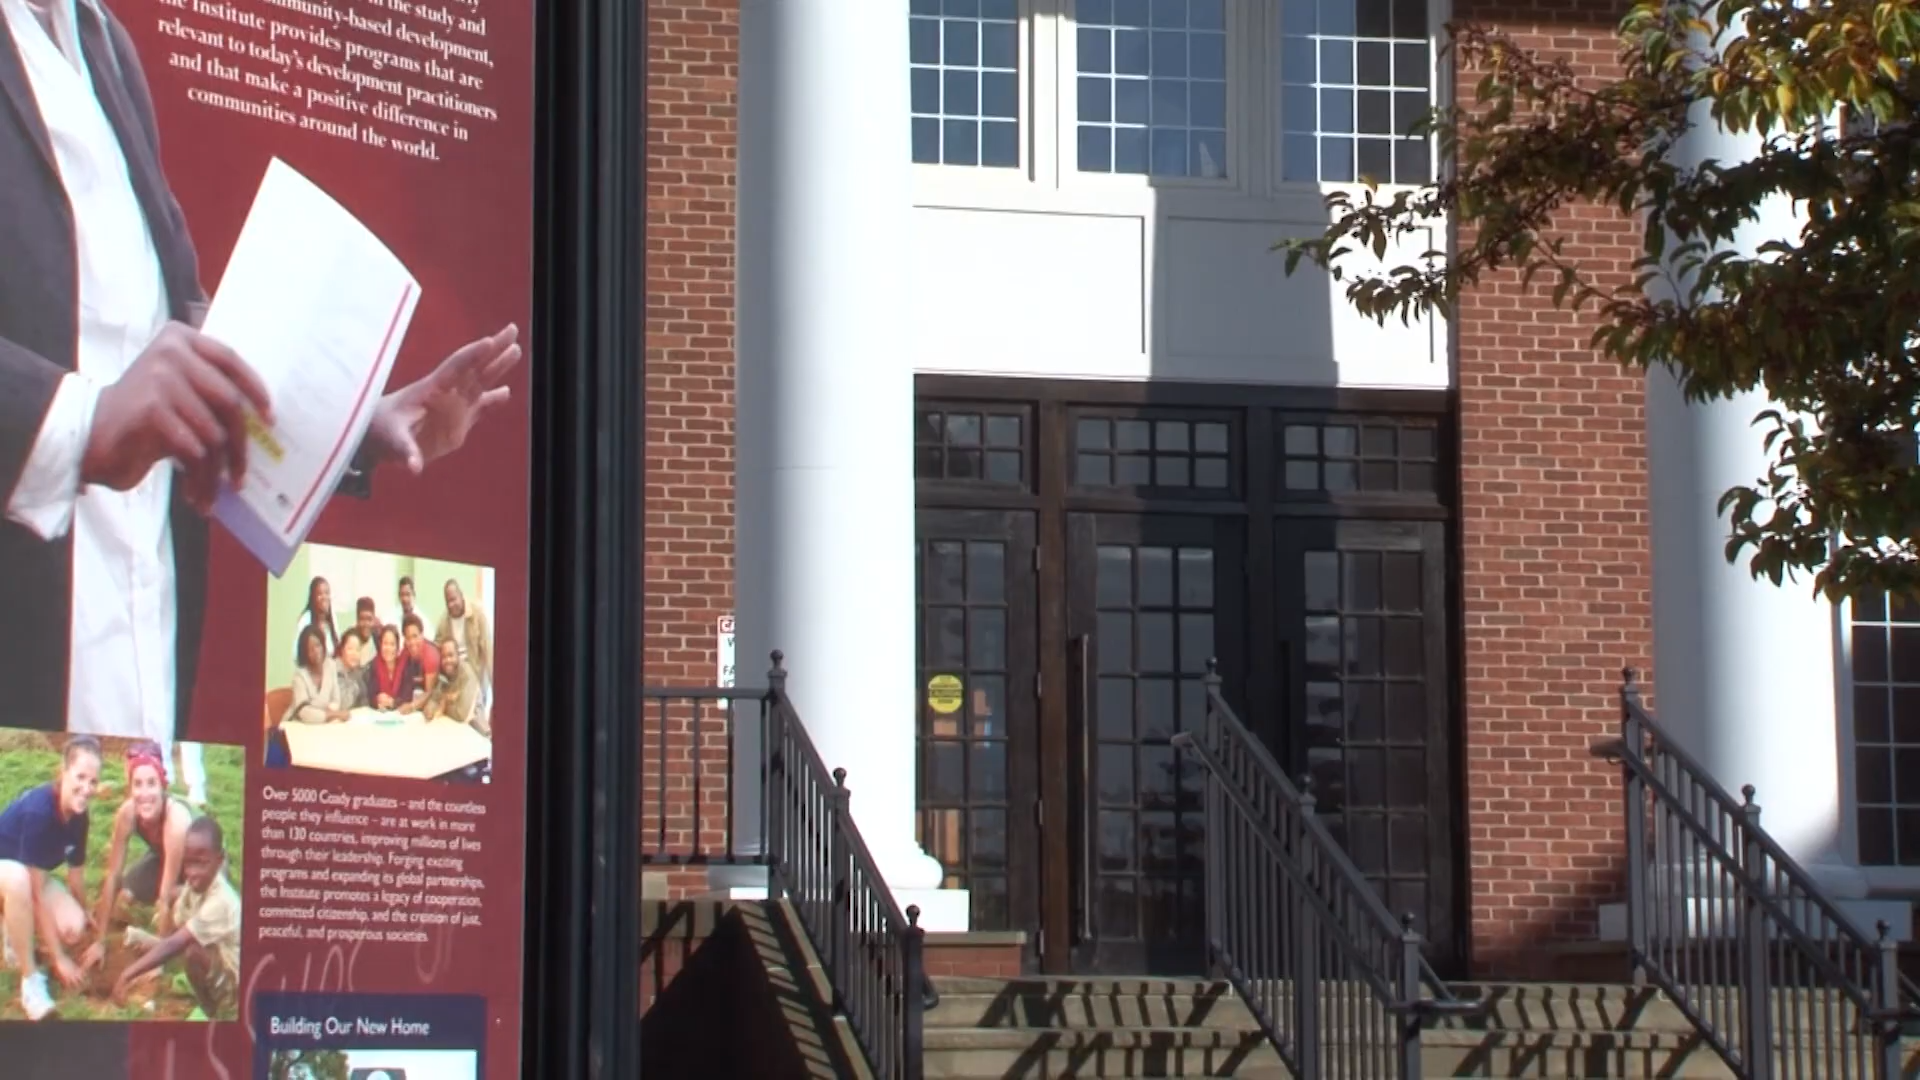 in the study and
community-based development,
the Institute provides programs that are
relevant to today's development practitioners
and that make a positive difference in
communities around the world.
Over 5000 Coady graduates – and the countless
people they influence – are at work in more
than 130 countries, improving millions of lives
through their leadership. Forging exciting
programs and expanding its global partnerships,
the Institute promotes a legacy of cooperation,
committed citizenship, and the creation of just,
peaceful, and prosperous societies.
Building Our New Home